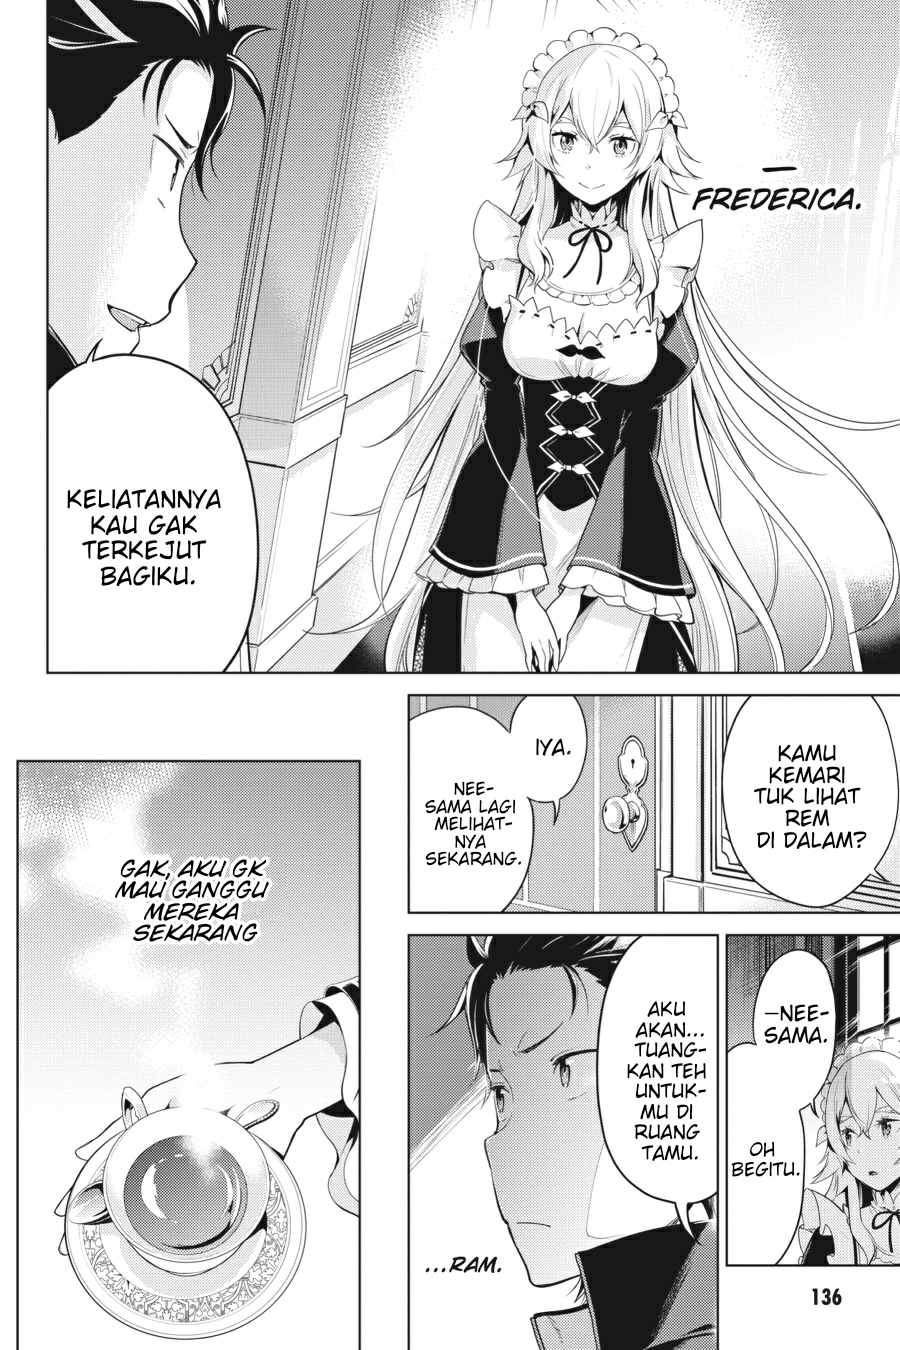 —
FREDERICA.
KELIATANNYA
KAU GAK
TERKEJUT
BAGIKU.
KAMU
KEMARI
TUK LIHAT
REM
DI DALAM?
IYA.
NEE-
SAMA LAGI
MELIHAT-
NYA
SEKARANG.
—NEE-
SAMA.
OH
BEGITU.
AKU
AKAN...
TUANG-
KAN TEH
UNTUK-
MU DI
RUANG
TAMU.
...RAM.
GAK, AKU GK
MAU GANGGU
MEREKA
SEKARANG
136